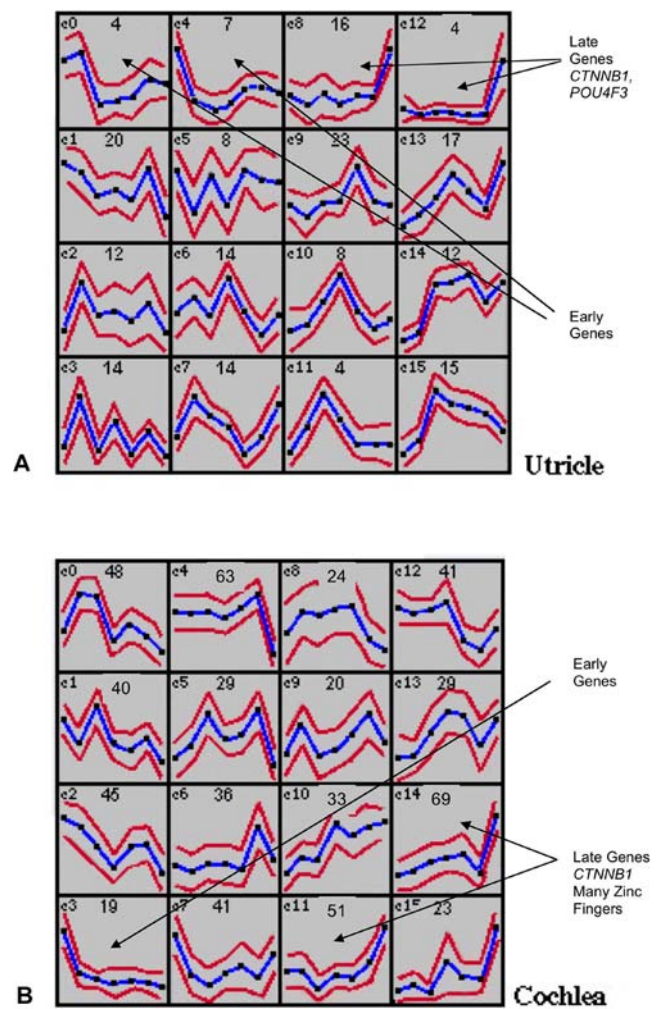 c0 4 c4 7 c8 16 c12 4
Late
Genes
CTNNB1,
POU4F3
c1 20 c5 8 c9 23 c13 17
c2 12 c6 14 c10 8 c14 12
Early
Genes
c3 14 c7 14 c11 4 c15 15
A
Utricle
c0 48 c4 63 c8 24 c12 41
Early
Genes
c1 40 c5 29 c9 20 c13 29
c2 45 c6 36 c10 33 c14 69
Late Genes
CTNNB1
Many Zinc
Fingers
c3 19 c7 41 c11 51 c15 23
B
Cochlea